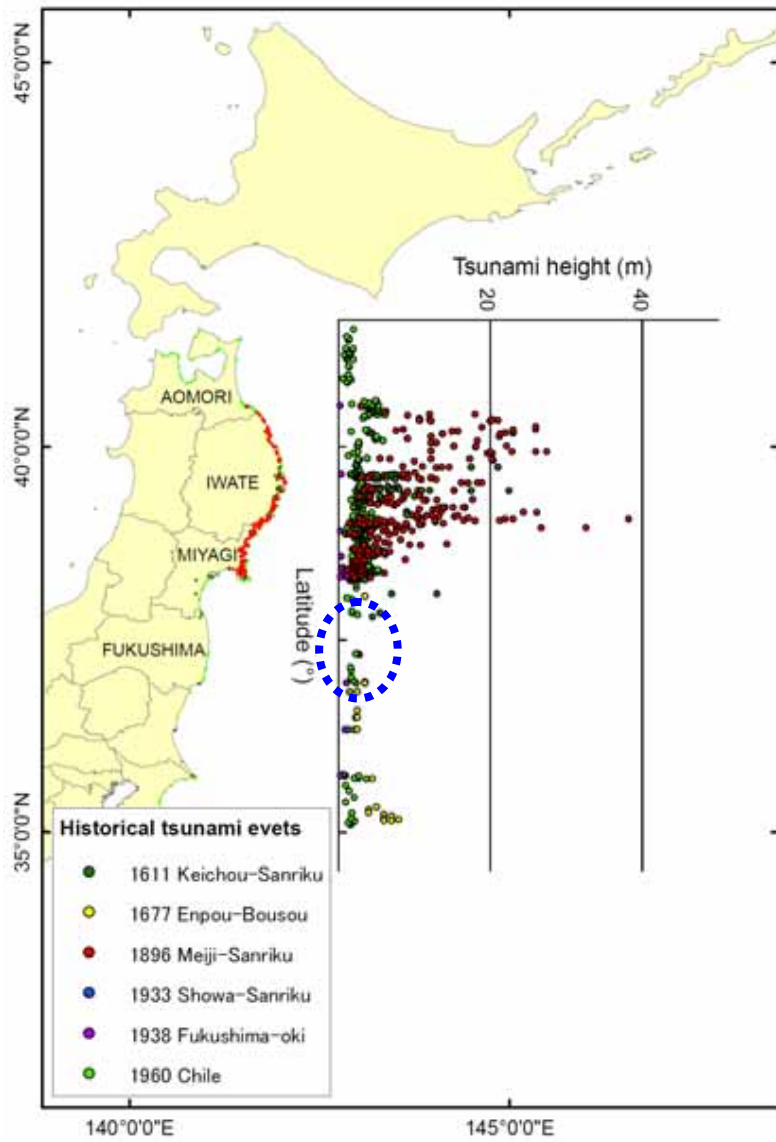 45°0'0"N
Tsunami height (m)
20
40
AOMORI
40°0'0"N
IWATE
MIYAGI
Latitude (°)
FUKUSHIMA
35°0'0"N
Historical tsunami evets
1611 Keichou-Sanriku
1677 Enpou-Bousou
1896 Meiji-Sanriku
1933 Showa-Sanriku
1938 Fukushima-oki
1960 Chile
140°0'0"E
145°0'0"E